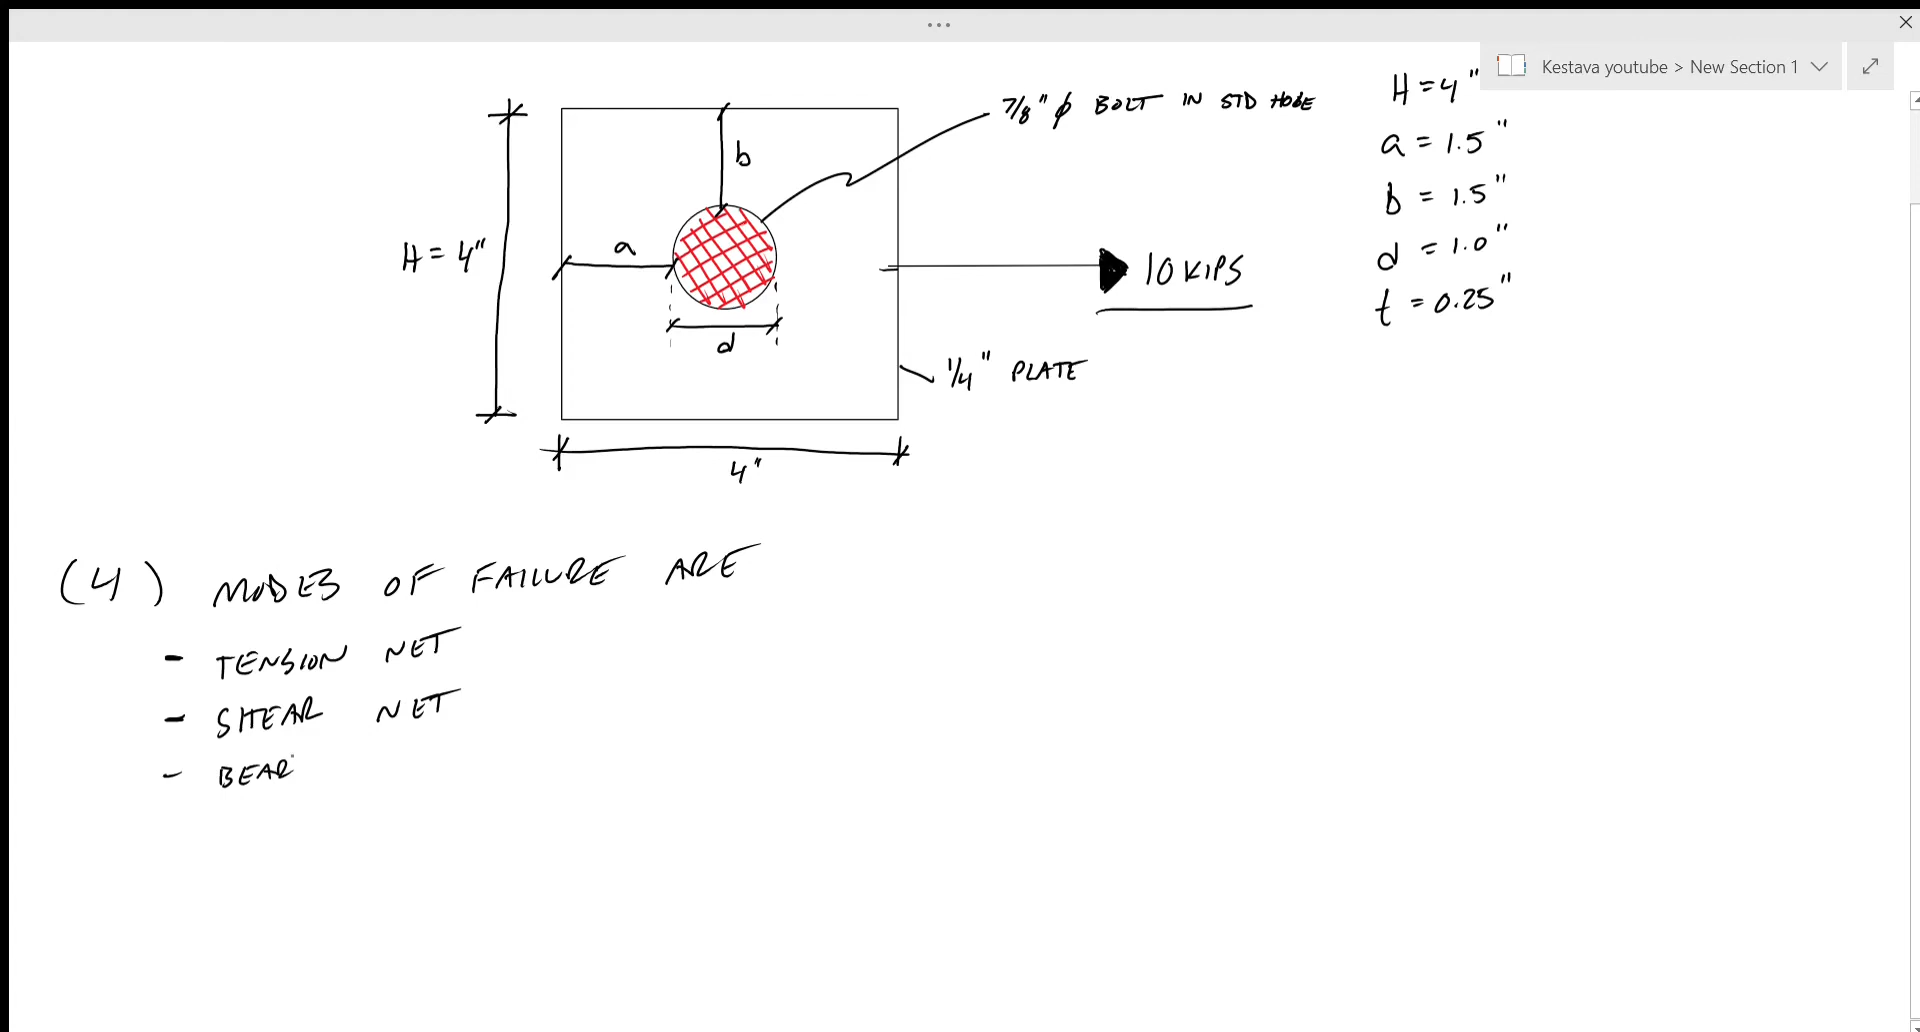 Kestava youtube > New Section 1
7/8" ϕ BOLT IN STD HOLE
H = 4"
a = 1.5"
b = 1.5"
d = 1.0"
t = 0.25"
b
a
H = 4"
10 KIPS
d
1/4" PLATE
4"
(4) MODES OF FAILURE ARE
- TENSION NET
- SHEAR NET
- BEAR